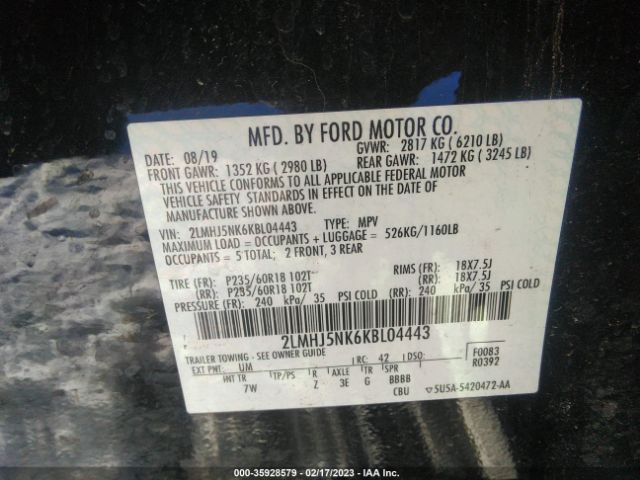 MFD. BY FORD MOTOR CO.
DATE: 08/19 GVWR: 2817 KG ( 6210 LB)
FRONT GAWR: 1352 KG ( 2980 LB) REAR GAWR: 1472 KG ( 3245 LB)
THIS VEHICLE CONFORMS TO ALL APPLICABLE FEDERAL MOTOR
VEHICLE SAFETY STANDARDS IN EFFECT ON THE DATE OF
MANUFACTURE SHOWN ABOVE.
VIN: 2LMHJ5NK6KBL04443 TYPE: MPV
MAXIMUM LOAD = OCCUPANTS + LUGGAGE = 526KG/1160LB
OCCUPANTS = 5 TOTAL; 2 FRONT, 3 REAR
TIRE (FR): P235/60R18 102T RIMS (FR): 18X7.5J
(RR): P235/60R18 102T (RR): 18X7.5J
PRESSURE (FR): 240 kPa/ 35 PSI COLD (RR): 240 kPa/ 35 PSI COLD
2LMHJ5NK6KBL04443
TRAILER TOWING - SEE OWNER GUIDE
EXT PNT: UM RC: 42 DSO: F0083
R0392
INT TR TP/PS R AXLE TR SPR
7W Z 3E G BBBB
CBU 5U5A-5420472-AA
000-35928579 / 02/17/2023 - IAA Inc.